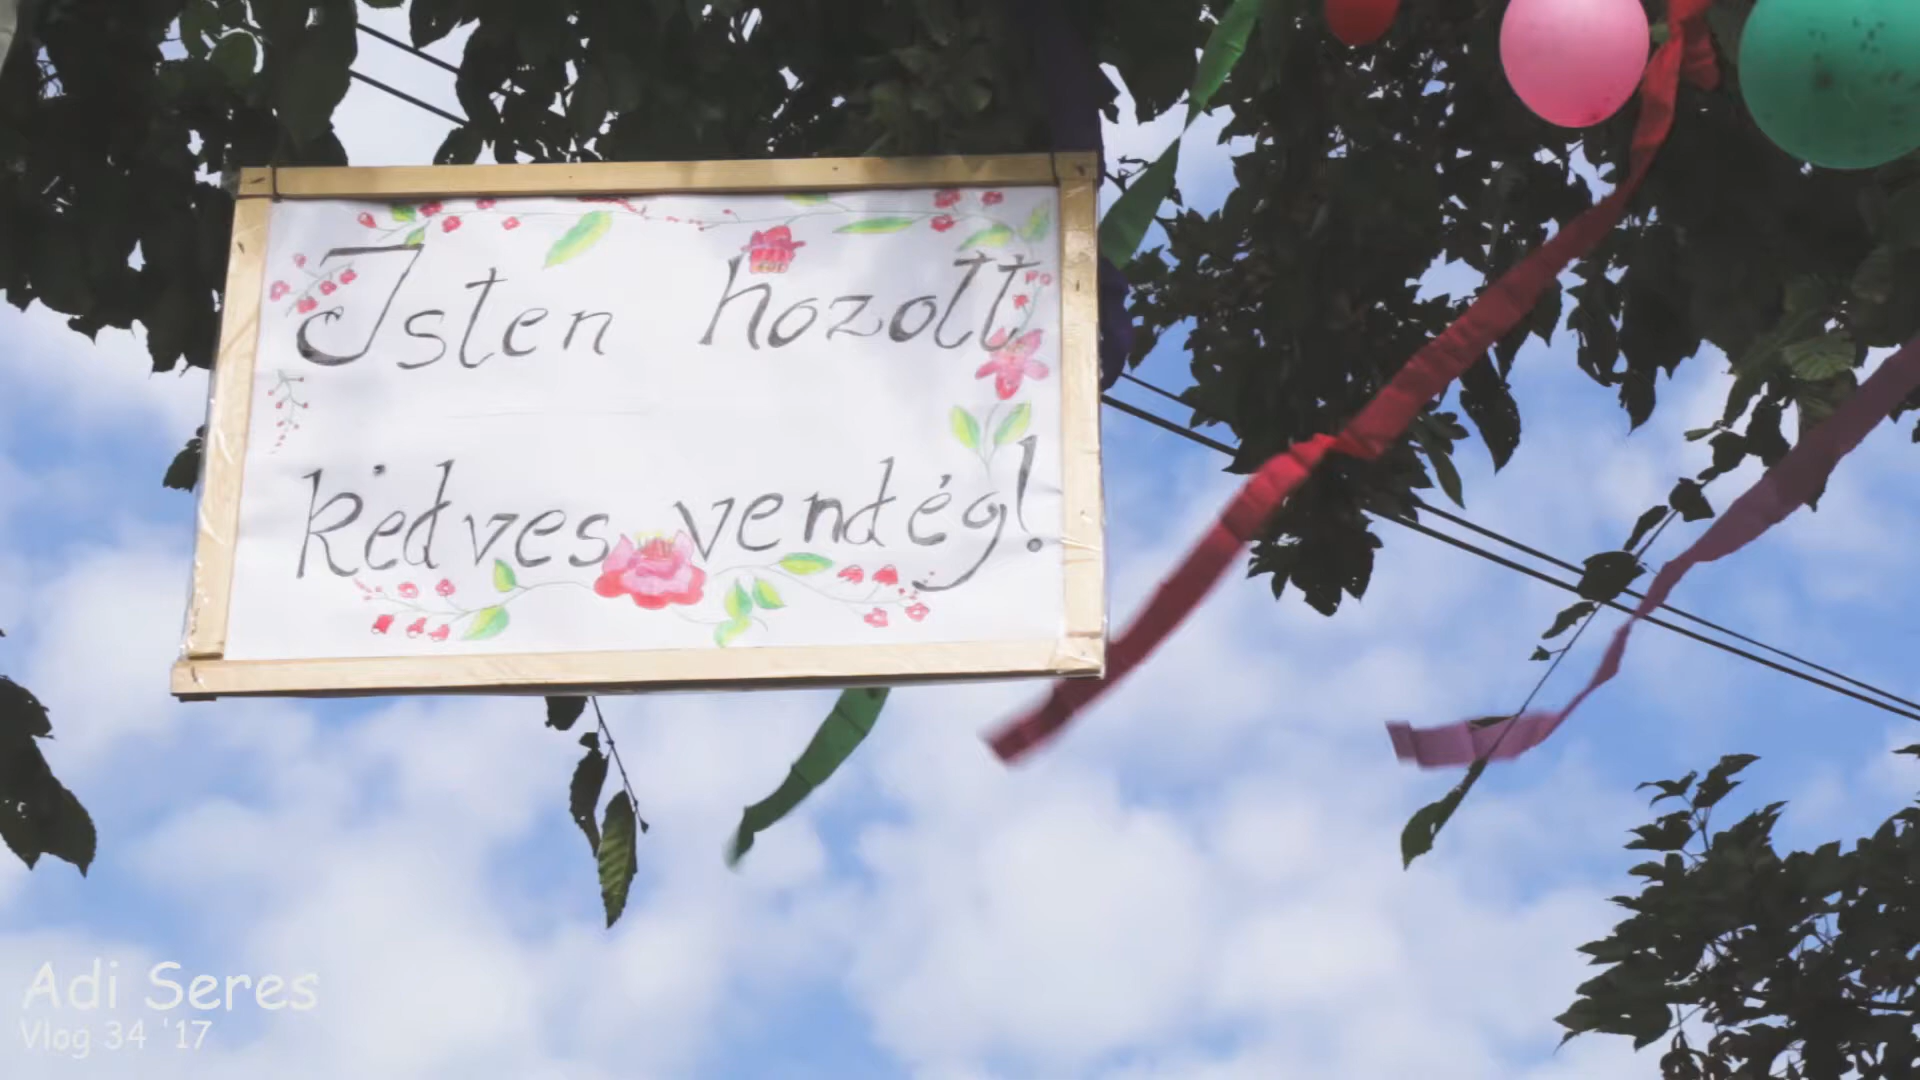 Isten hozott
kedves vendég!
Adi Seres
Vlog 34 '17